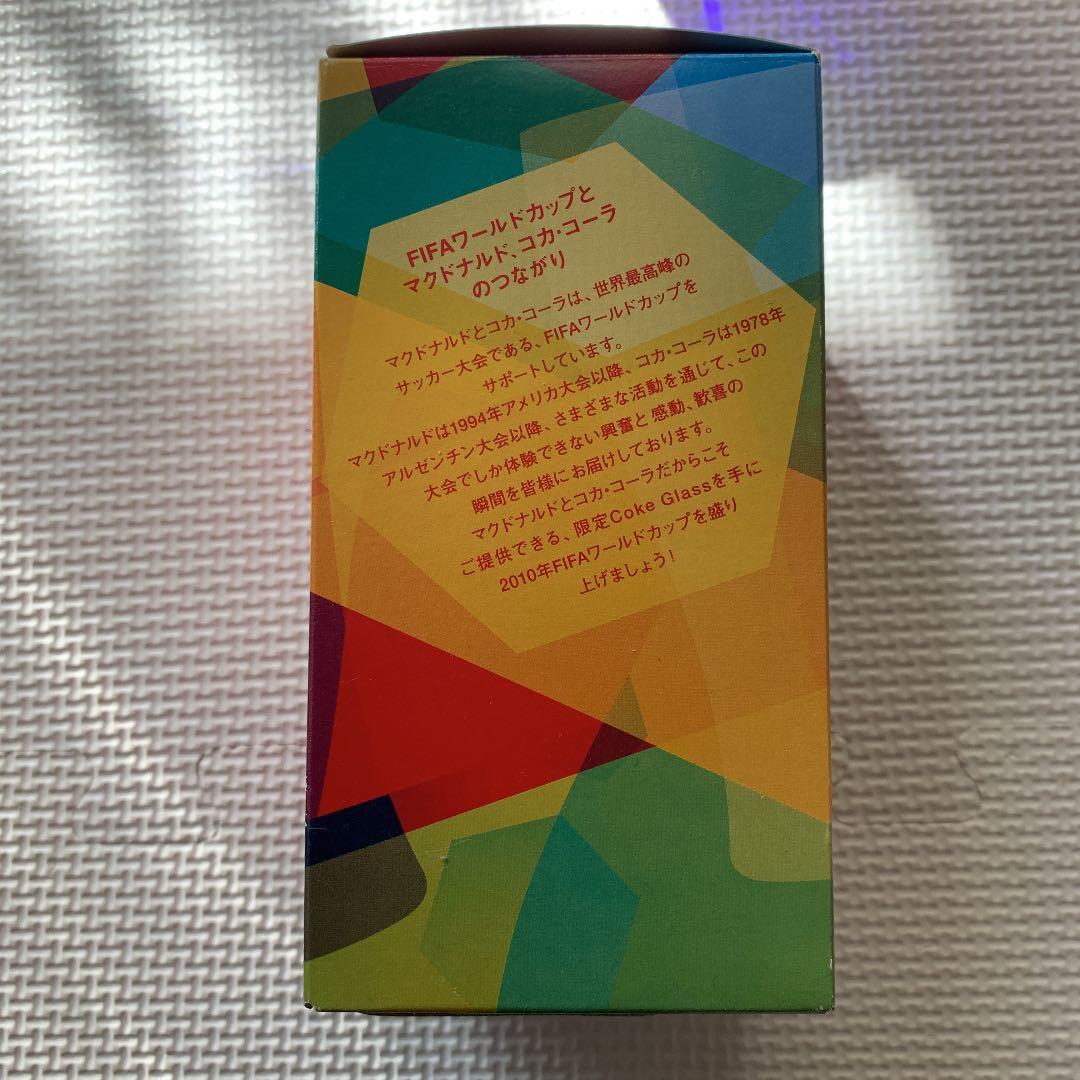 FIFAワールドカップと
マクドナルド、コカ・コーラ
のつながり
マクドナルドとコカ・コーラは、世界最高峰の
サッカー大会である、FIFAワールドカップを
サポートしています。
マクドナルドは1994年アメリカ大会以降、コカ・コーラは1978年
アルゼンチン大会以降、さまざまな活動を通じて、この
大会でしか体験できない興奮と感動、歓喜の
瞬間を皆様にお届けしております。
マクドナルドとコカ・コーラだからこそ
ご提供できる、限定Coke Glassを手に
2010年FIFAワールドカップを盛り
上げましょう!